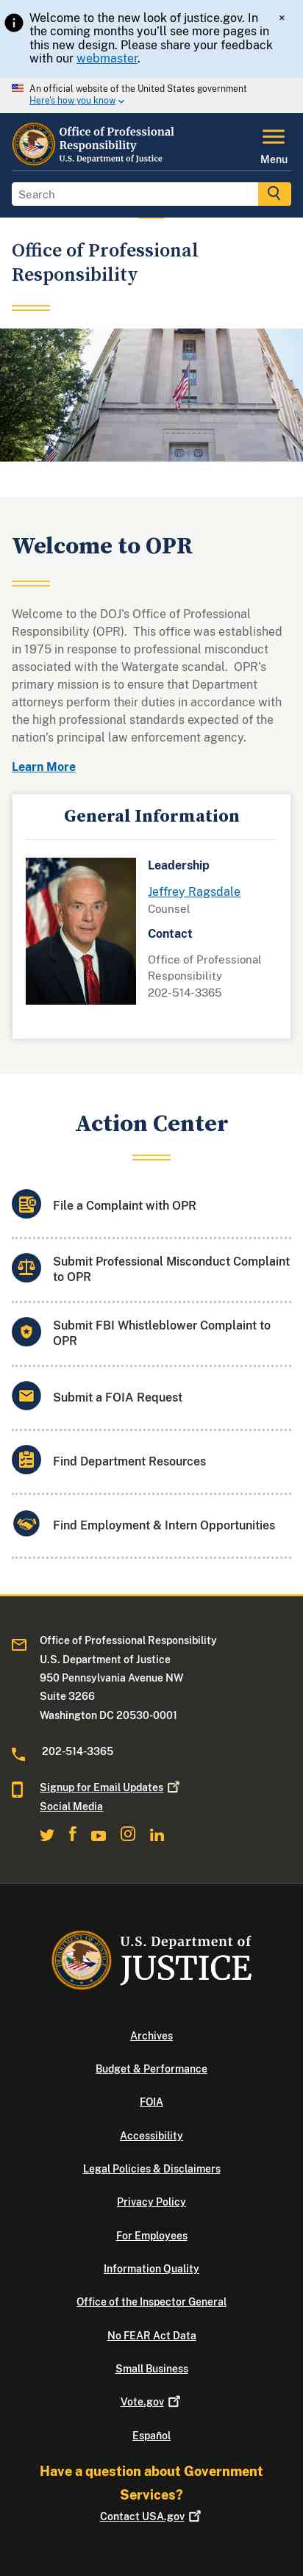 Welcome to the new look of justice.gov. In
the coming months you'll see more pages in
this new design. Please share your feedback
with our webmaster.
×
An official website of the United States government
Here's how you know
Office of Professional
Responsibility
U.S. Department of Justice
Menu
Search
Office of Professional
Responsibility
Welcome to OPR
Welcome to the DOJ's Office of Professional
Responsibility (OPR).  This office was established
in 1975 in response to professional misconduct
associated with the Watergate scandal.  OPR's
primary mission is to ensure that Department
attorneys perform their duties in accordance with
the high professional standards expected of the
nation's principal law enforcement agency.
Learn More
General Information
Leadership
Jeffrey Ragsdale
Counsel
Contact
Office of Professional
Responsibility
202-514-3365
Action Center
File a Complaint with OPR
Submit Professional Misconduct Complaint
to OPR
Submit FBI Whistleblower Complaint to
OPR
Submit a FOIA Request
Find Department Resources
Find Employment & Intern Opportunities
Office of Professional Responsibility
U.S. Department of Justice
950 Pennsylvania Avenue NW
Suite 3266
Washington DC 20530-0001
202-514-3365
Signup for Email Updates
Social Media
U.S. Department of
JUSTICE
Archives
Budget & Performance
FOIA
Accessibility
Legal Policies & Disclaimers
Privacy Policy
For Employees
Information Quality
Office of the Inspector General
No FEAR Act Data
Small Business
Vote.gov
Español
Have a question about Government
Services?
Contact USA.gov